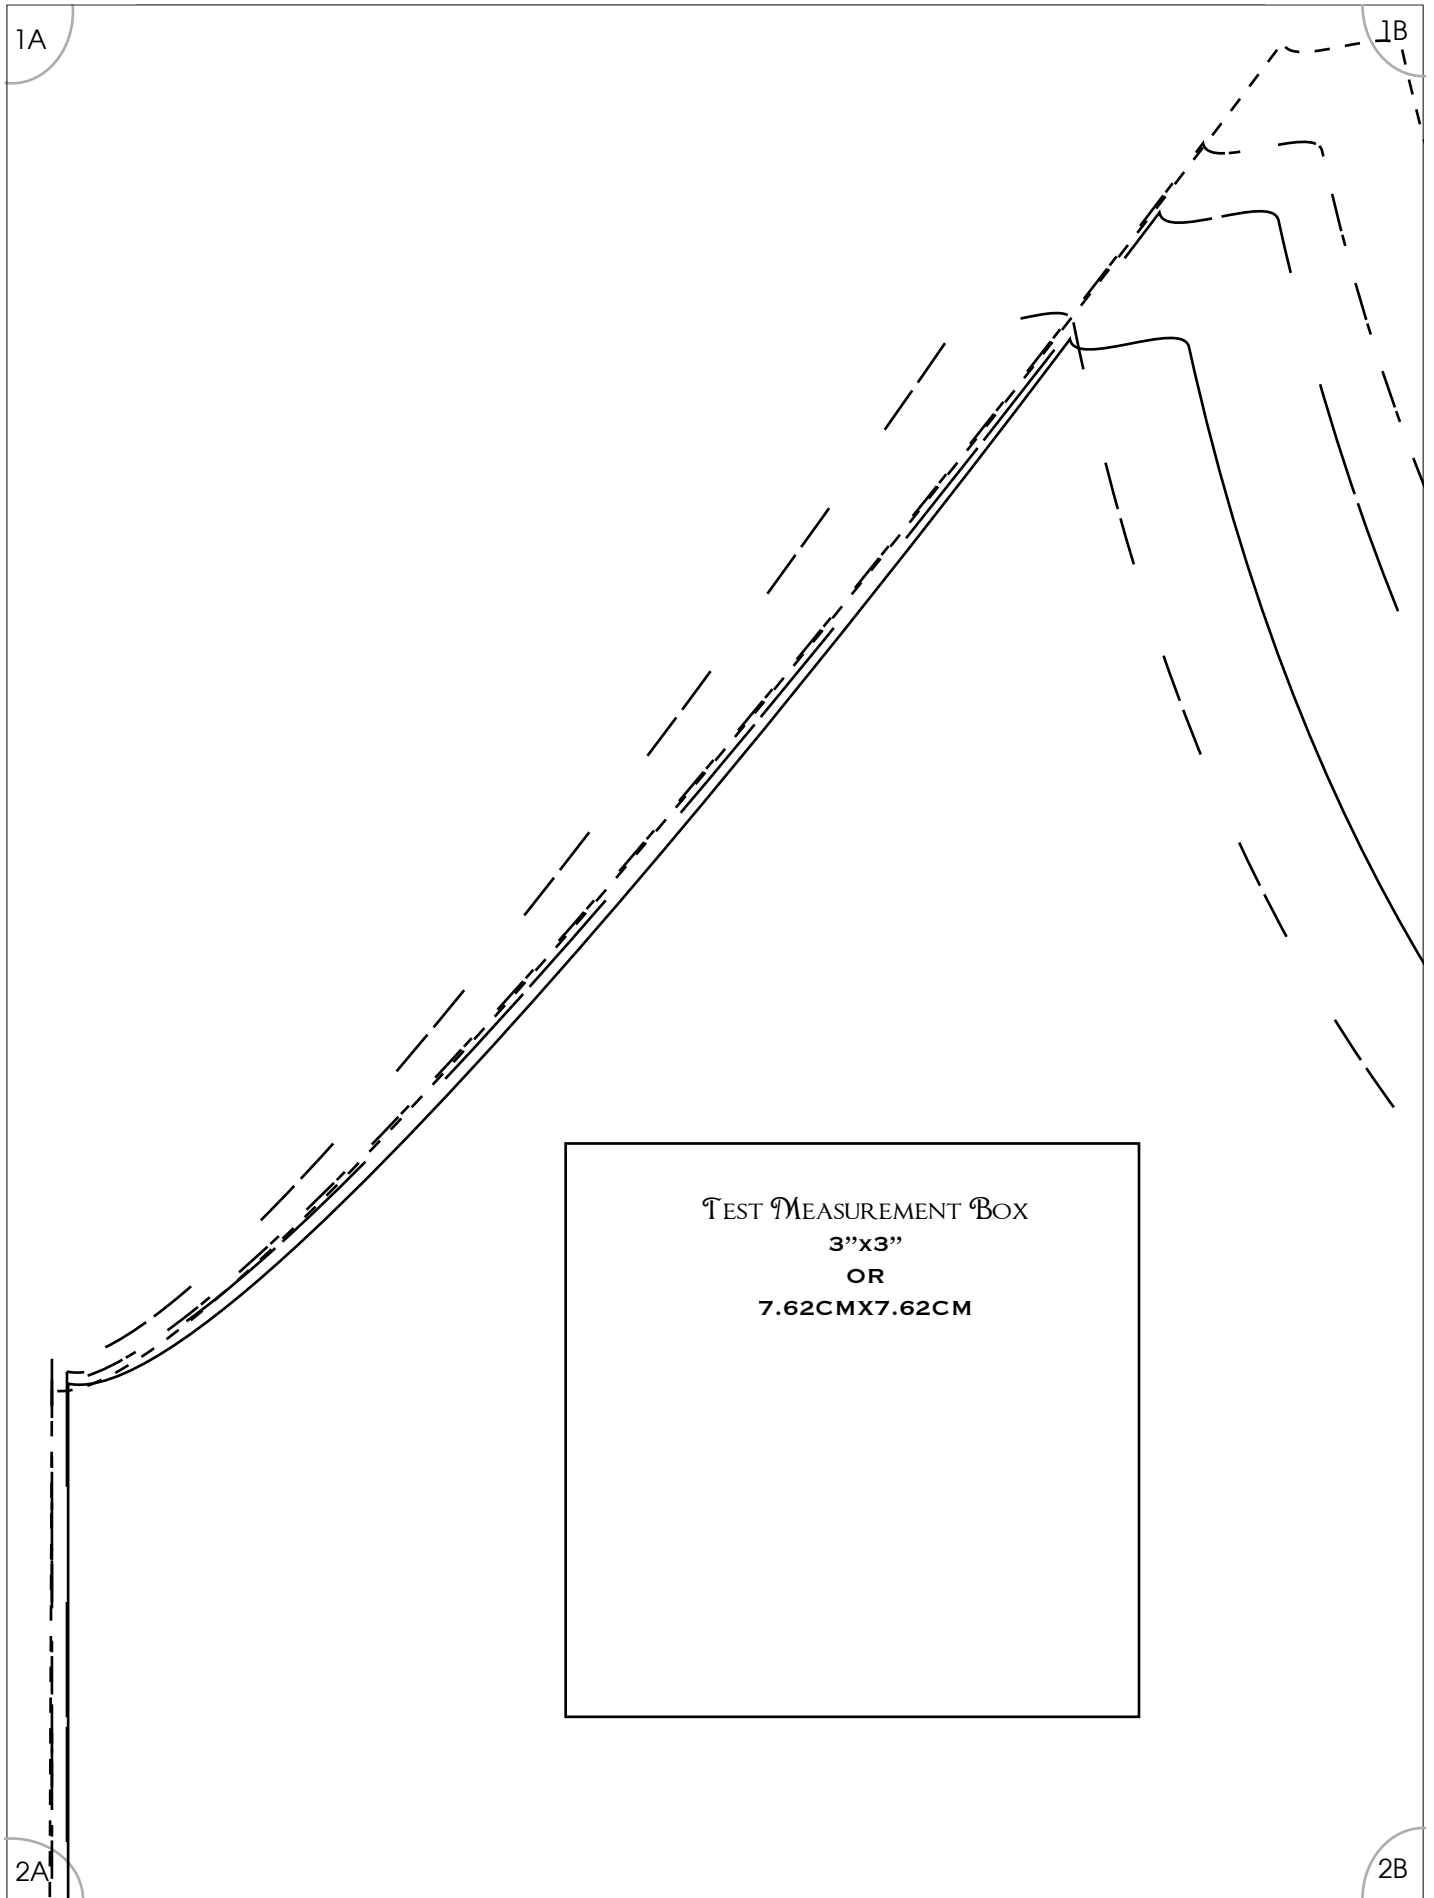 1A
1B
Test Measurement Box
3”x3”
or
7.62cmx7.62cm
2A
2B